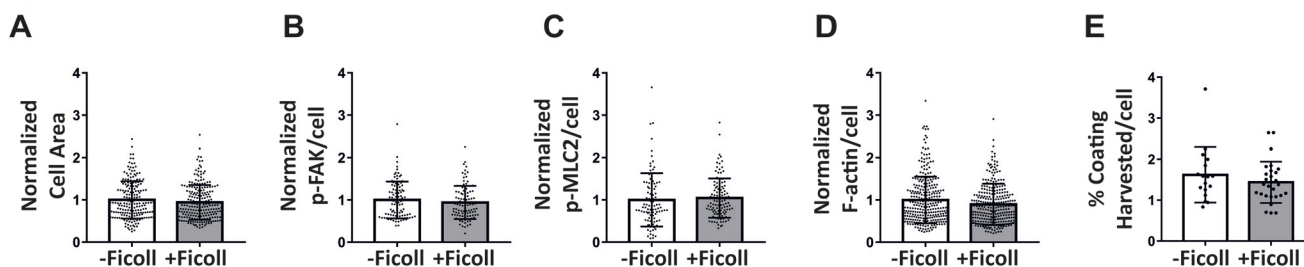 A
B
C
D
E
Normalized
Cell Area
4
3
2
1
0
-Ficoll +Ficoll
Normalized
p-FAK/cell
4
3
2
1
0
-Ficoll +Ficoll
Normalized
p-MLC2/cell
4
3
2
1
0
-Ficoll +Ficoll
Normalized
F-actin/cell
4
3
2
1
0
-Ficoll +Ficoll
% Coating
Harvested/cell
4
3
2
1
0
-Ficoll +Ficoll